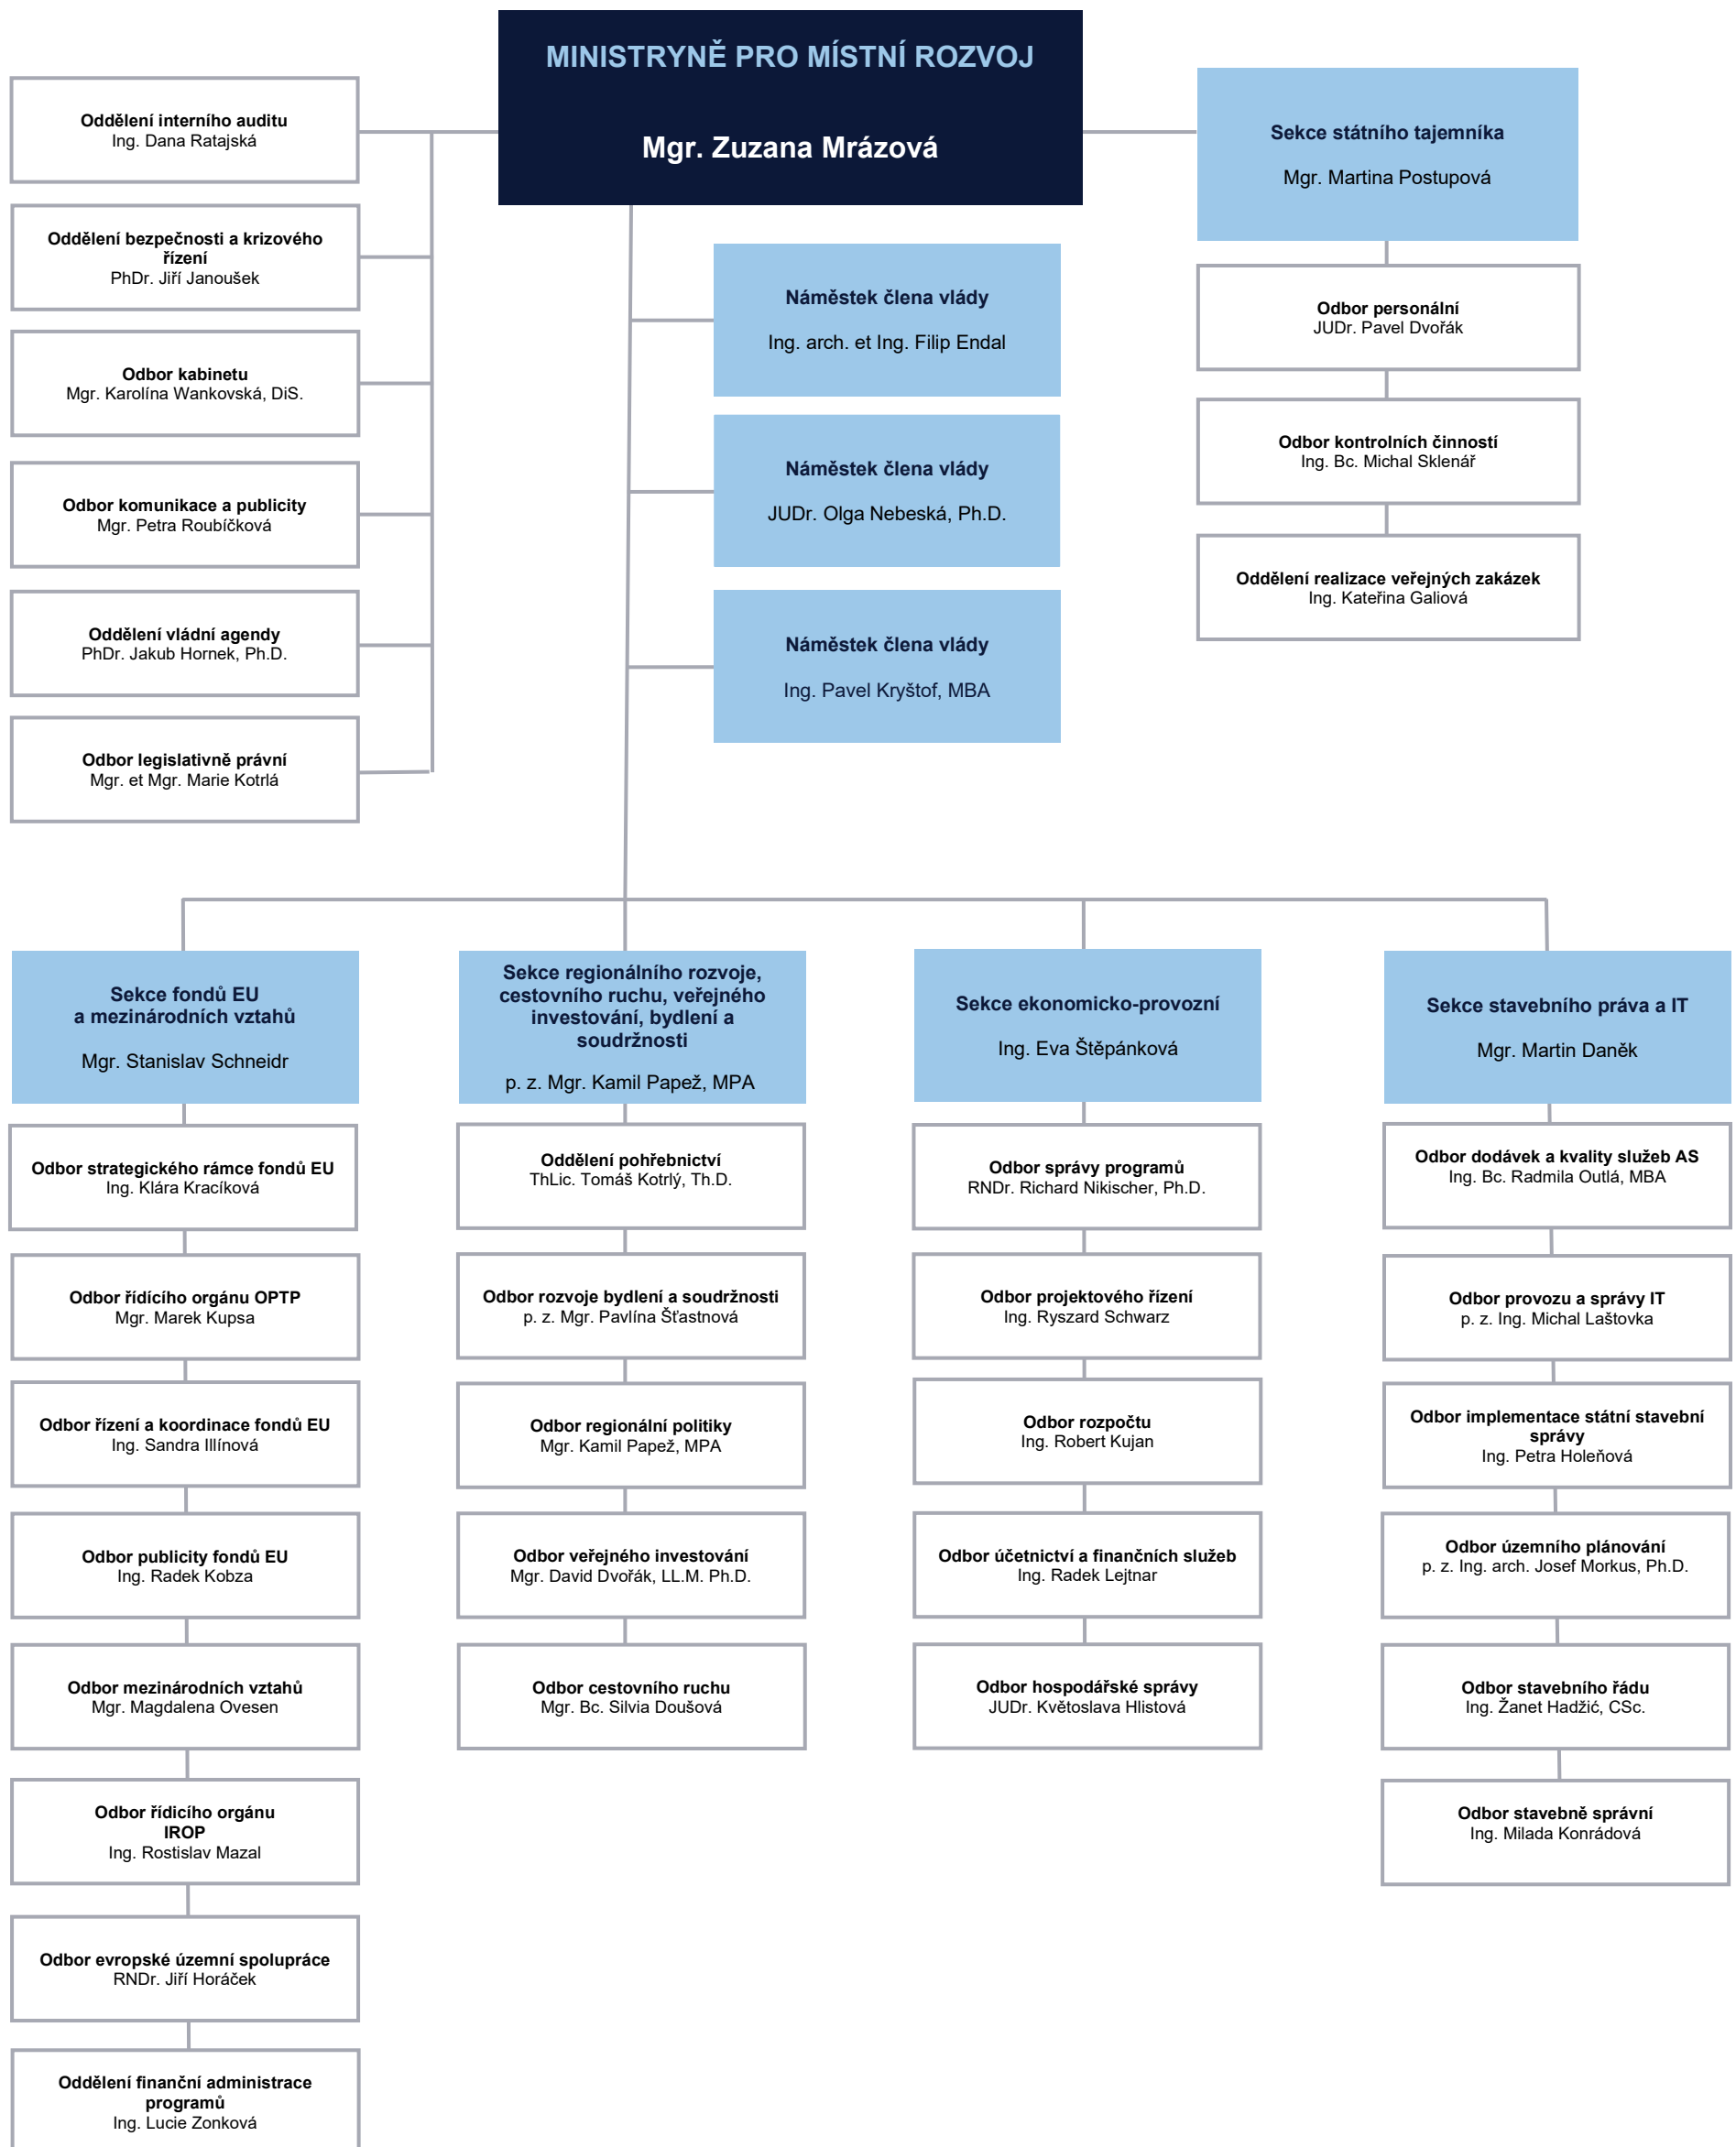 MINISTRYNĚ PRO MÍSTNÍ ROZVOJ
Mgr. Zuzana Mrázová
Oddělení interního auditu
Ing. Dana Ratajská
Oddělení bezpečnosti a krizového
řízení
PhDr. Jiří Janoušek
Odbor kabinetu
Mgr. Karolína Wankovská, DiS.
Odbor komunikace a publicity
Mgr. Petra Roubíčková
Oddělení vládní agendy
PhDr. Jakub Hornek, Ph.D.
Odbor legislativně právní
Mgr. et Mgr. Marie Kotrlá
Náměstek člena vlády
Ing. arch. et Ing. Filip Endal
Náměstek člena vlády
JUDr. Olga Nebeská, Ph.D.
Náměstek člena vlády
Ing. Pavel Kryštof, MBA
Sekce státního tajemníka
Mgr. Martina Postupová
Odbor personální
JUDr. Pavel Dvořák
Odbor kontrolních činností
Ing. Bc. Michal Sklenář
Oddělení realizace veřejných zakázek
Ing. Kateřina Galiová
Sekce fondů EU
a mezinárodních vztahů
Mgr. Stanislav Schneidr
Odbor strategického rámce fondů EU
Ing. Klára Kracíková
Odbor řídícího orgánu OPTP
Mgr. Marek Kupsa
Odbor řízení a koordinace fondů EU
Ing. Sandra Illínová
Odbor publicity fondů EU
Ing. Radek Kobza
Odbor mezinárodních vztahů
Mgr. Magdalena Ovesen
Odbor řídicího orgánu
IROP
Ing. Rostislav Mazal
Odbor evropské územní spolupráce
RNDr. Jiří Horáček
Oddělení finanční administrace
programů
Ing. Lucie Zonková
Sekce regionálního rozvoje,
cestovního ruchu, veřejného
investování, bydlení a
soudržnosti
p. z. Mgr. Kamil Papež, MPA
Oddělení pohřebnictví
ThLic. Tomáš Kotrlý, Th.D.
Odbor rozvoje bydlení a soudržnosti
p. z. Mgr. Pavlína Šťastnová
Odbor regionální politiky
Mgr. Kamil Papež, MPA
Odbor veřejného investování
Mgr. David Dvořák, LL.M. Ph.D.
Odbor cestovního ruchu
Mgr. Bc. Silvia Doušová
Sekce ekonomicko-provozní
Ing. Eva Štěpánková
Odbor správy programů
RNDr. Richard Nikischer, Ph.D.
Odbor projektového řízení
Ing. Ryszard Schwarz
Odbor rozpočtu
Ing. Robert Kujan
Odbor účetnictví a finančních služeb
Ing. Radek Lejtnar
Odbor hospodářské správy
JUDr. Květoslava Hlistová
Sekce stavebního práva a IT
Mgr. Martin Daněk
Odbor dodávek a kvality služeb AS
Ing. Bc. Radmila Outlá, MBA
Odbor provozu a správy IT
p. z. Ing. Michal Laštovka
Odbor implementace státní stavební
správy
Ing. Petra Holeňová
Odbor územního plánování
p. z. Ing. arch. Josef Morkus, Ph.D.
Odbor stavebního řádu
Ing. Žanet Hadžić, CSc.
Odbor stavebně správní
Ing. Milada Konrádová